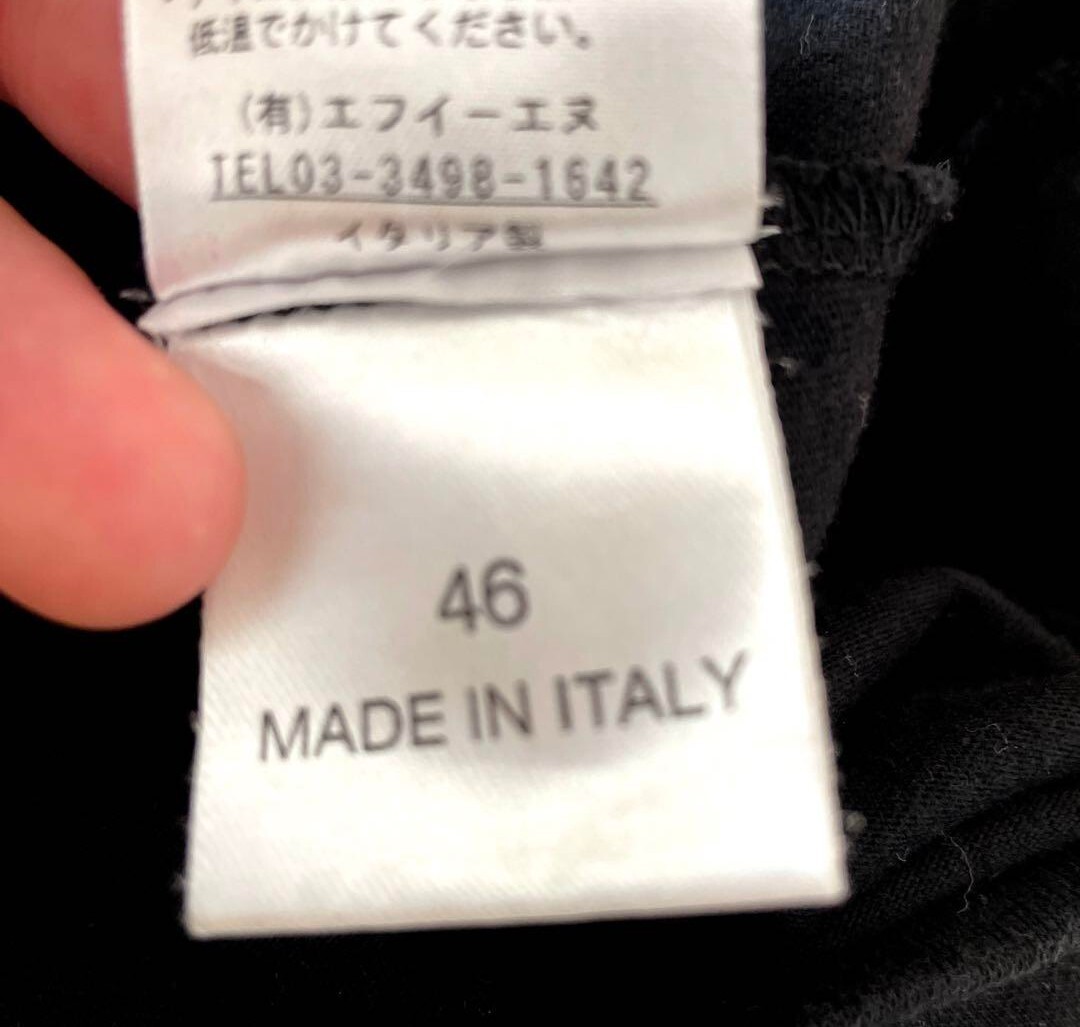 低温でかけてください。
(有)エフイーエヌ
TEL03-3498-1642
イタリア製
46
MADE IN ITALY